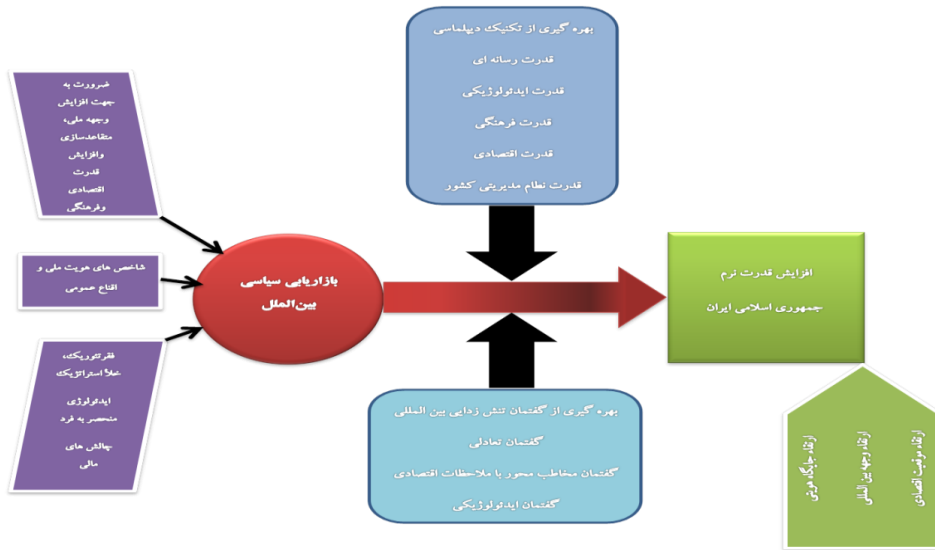 ضرورت به
جهت افزایش
وجهه ملی،
متقاعدسازی
وافزایش
قدرت
اقتصادی
وفرهنگی
شاخص های هویت ملی و
اقناع عمومی
فقرتئوریک،
خلأ استراتژیک
ایدئولوژی
منحصر به فرد
چالش های
مالی
بازاریابی سیاسی
بین‌الملل
بهره گیری از تکنیک دیپلماسی
قدرت رسانه ای
قدرت ایدئولوژیکی
قدرت فرهنگی
قدرت اقتصادی
قدرت نظام مدیریتی کشور
بهره گیری از گفتمان تنش زدایی بین المللی
گفتمان تعادلی
گفتمان مخاطب محور با ملاحظات اقتصادی
گفتمان ایدئولوژیکی
افزایش قدرت نرم
جمهوری اسلامی ایران
ارتقاء موقعیت اقتصادی
ارتقاء وجهه بین المللی
ارتقاء جایگاه هویتی